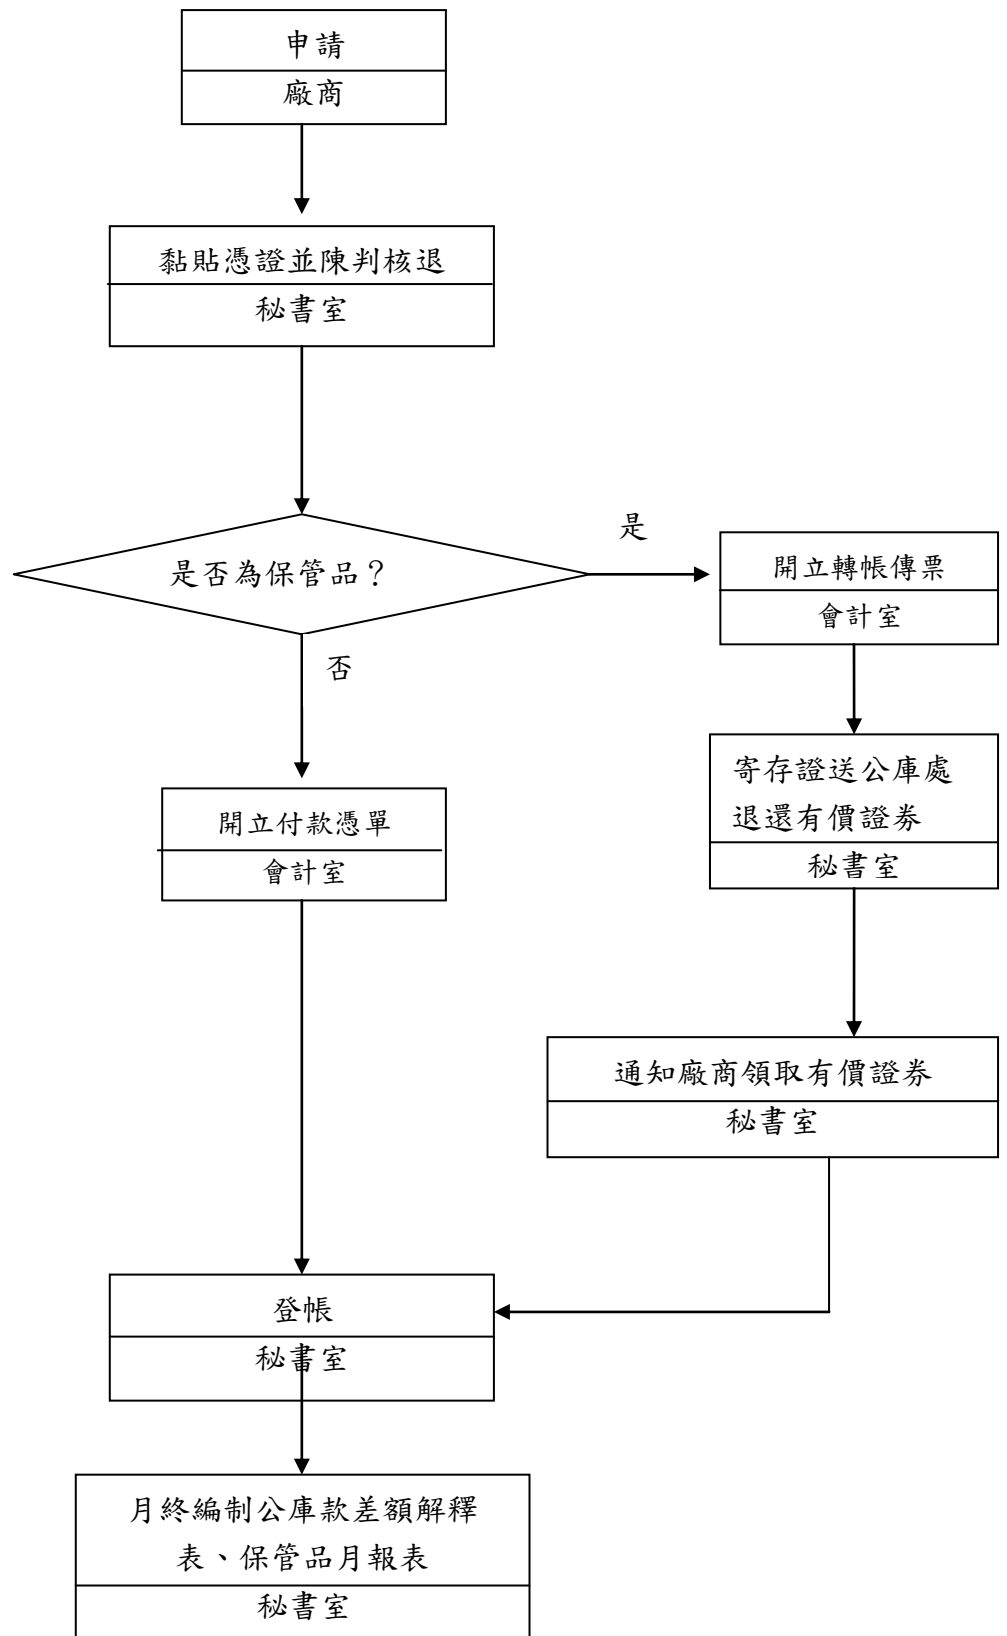 申請
廠商
黏貼憑證並陳判核退
秘書室
是否為保管品？
是
開立轉帳傳票
會計室
否
寄存證送公庫處
退還有價證券
秘書室
開立付款憑單
會計室
通知廠商領取有價證券
秘書室
登帳
秘書室
月終編制公庫款差額解釋
表、保管品月報表
秘書室